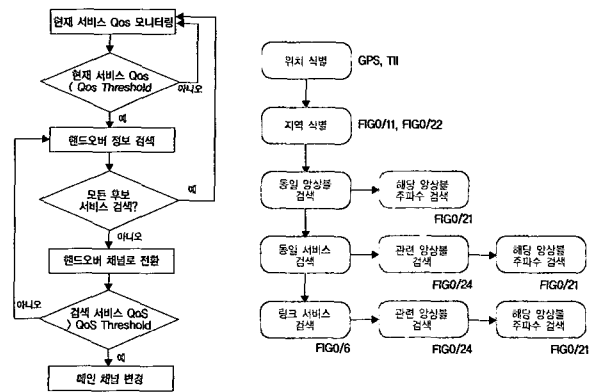 현재 서비스 Qos 모니터링
현재 서비스 Qos
( Qos Threshold
아니오
예
핸드오버 정보 검색
모든 후보
서비스 검색?
예
아니오
핸드오버 채널로 전환
아니오
검색 서비스 QoS
) QoS Threshold
예
메인 채널 변경
위치 식별
GPS, TII
지역 식별
FIG0/11, FIG0/22
동일 앙상블
검색
해당 앙상블
주파수 검색
FIG0/21
동일 서비스
검색
관련 앙상블
검색
해당 앙상블
주파수 검색
FIG0/24
FIG0/21
링크 서비스
검색
관련 앙상블
검색
해당 앙상블
주파수 검색
FIG0/6
FIG0/24
FIG0/21